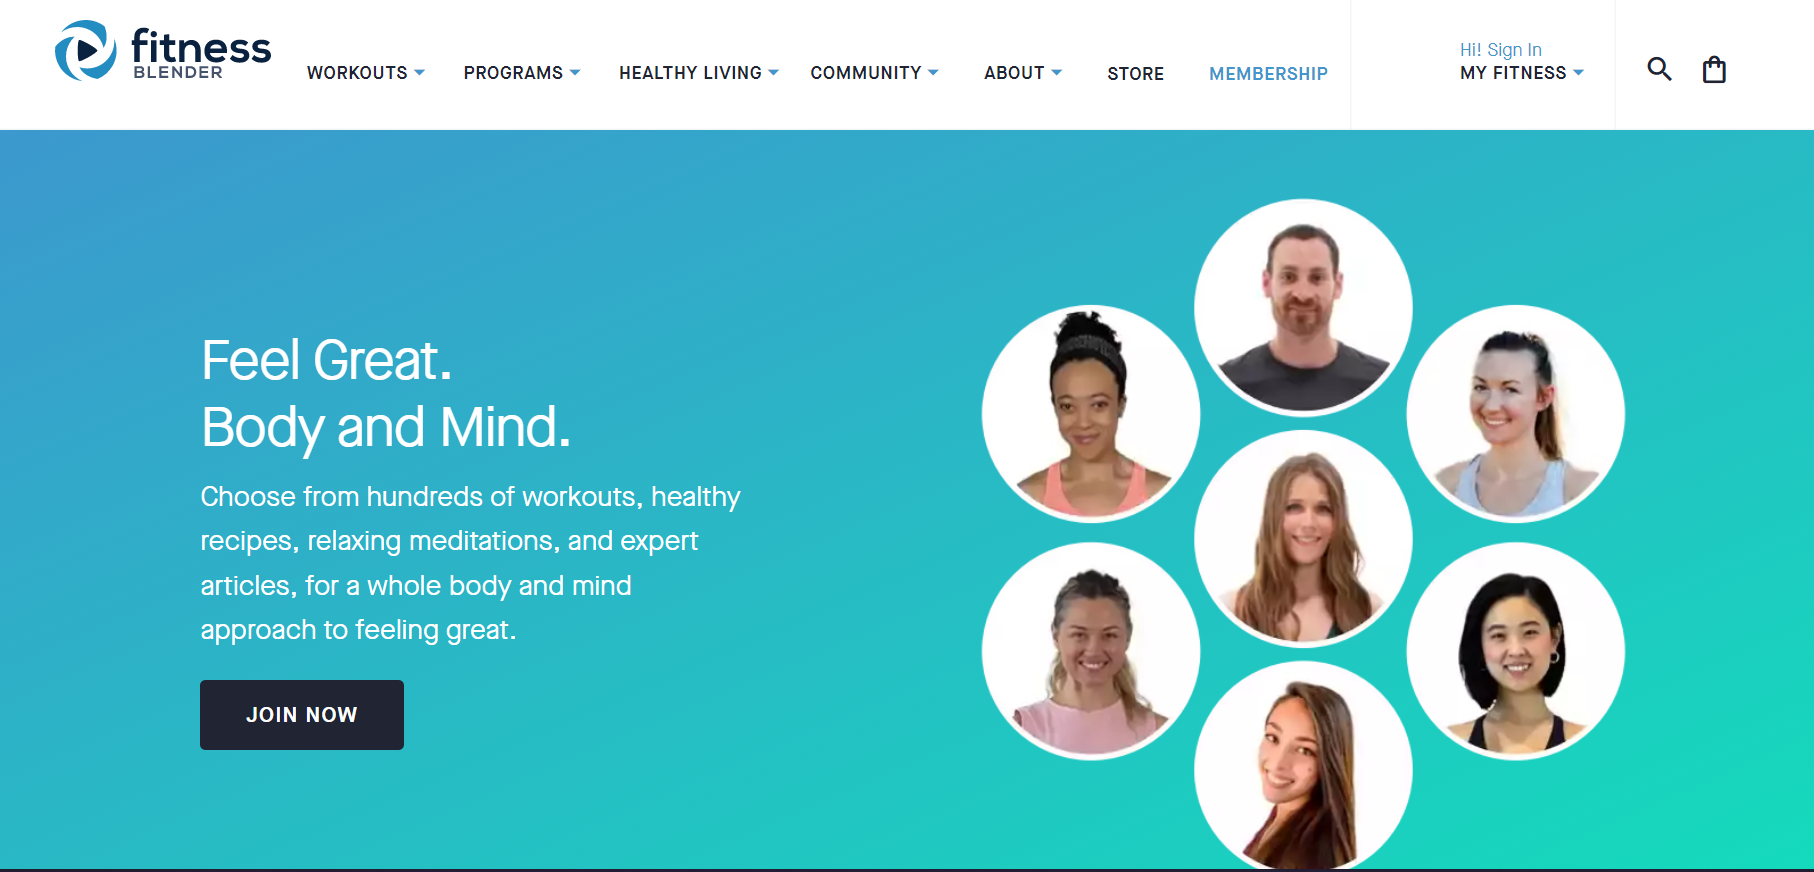 fitness
BLENDER
WORKOUTS
PROGRAMS
HEALTHY LIVING
COMMUNITY
ABOUT
STORE
MEMBERSHIP
Hi! Sign In
MY FITNESS
Feel Great.
Body and Mind.
Choose from hundreds of workouts, healthy
recipes, relaxing meditations, and expert
articles, for a whole body and mind
approach to feeling great.
JOIN NOW